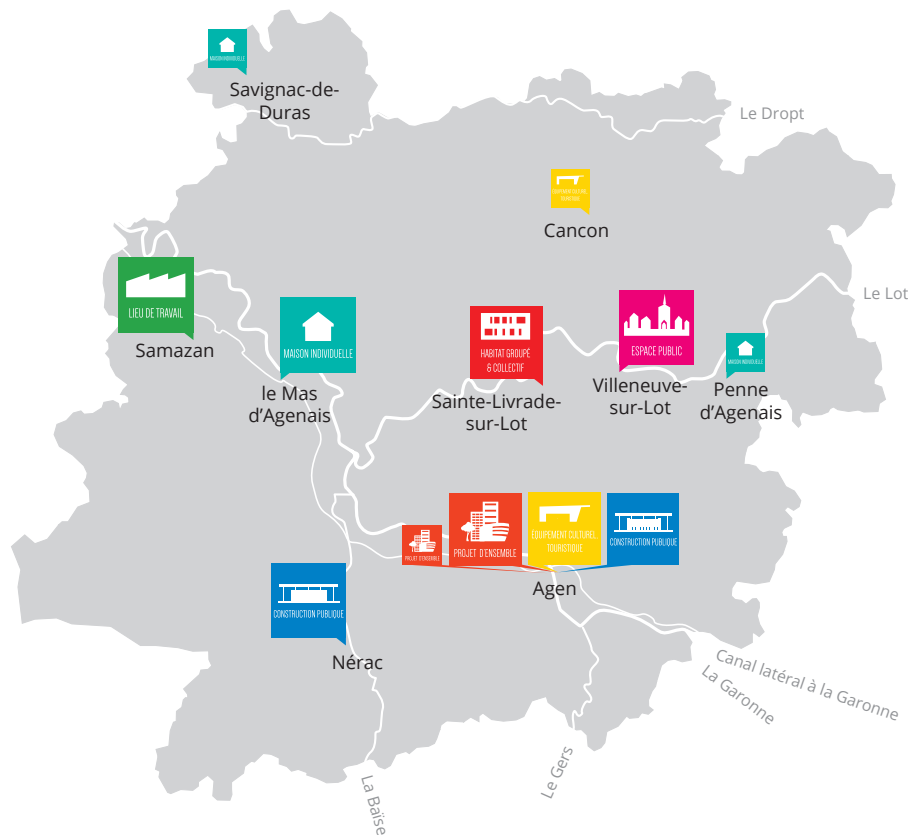 MAISON INDIVIDUELLE
Savignac-de-
Duras
Le Dropt
ÉQUIPEMENT CULTUREL,
TOURISTIQUE
Cancon
Le Lot
LIEU DE TRAVAIL
Samazan
MAISON INDIVIDUELLE
le Mas
d’Agenais
HABITAT GROUPÉ
& COLLECTIF
Sainte-Livrade-
sur-Lot
ESPACE PUBLIC
Villeneuve-
sur-Lot
MAISON INDIVIDUELLE
Penne
d’Agenais
PROJET D'ENSEMBLE
PROJET D'ENSEMBLE
ÉQUIPEMENT CULTUREL,
TOURISTIQUE
CONSTRUCTION PUBLIQUE
Agen
CONSTRUCTION PUBLIQUE
Nérac
Canal latéral à la Garonne
La Garonne
Le Gers
La Baïse